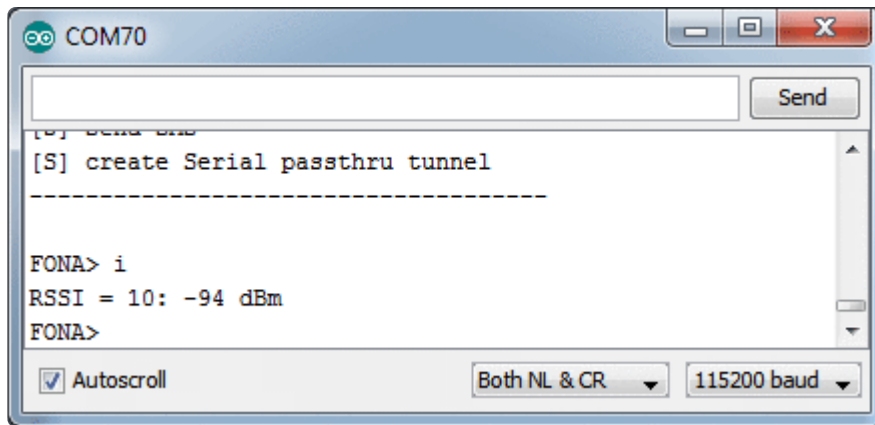 COM70
Send
[S] create Serial passthru tunnel
-------------------------------------
FONA> i
RSSI = 10: -94 dBm
FONA>
Autoscroll
Both NL & CR
115200 baud